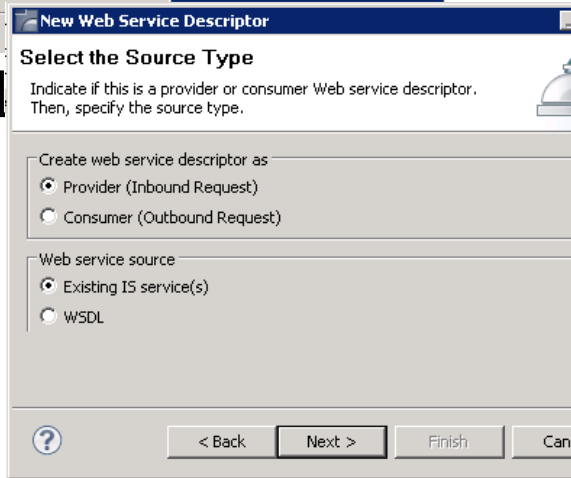 New Web Service Descriptor
Select the Source Type
Indicate if this is a provider or consumer Web service descriptor.
Then, specify the source type.
Create web service descriptor as
Provider (Inbound Request)
Consumer (Outbound Request)
Web service source
Existing IS service(s)
WSDL
? < Back Next > Finish Can